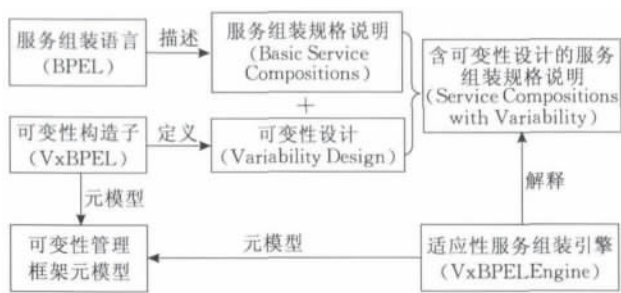 服务组装语言
(BPEL)
描述
服务组装规格说明
(Basic Service
Compositions)
+
可变性构造子
(VxBPEL)
定义
可变性设计
(Variability Design)
含可变性设计的服务
组装规格说明
(Service Compositions
with Variability)
元模型
解释
可变性管理
框架元模型
元模型
适应性服务组装引擎
(VxBPELEngine)